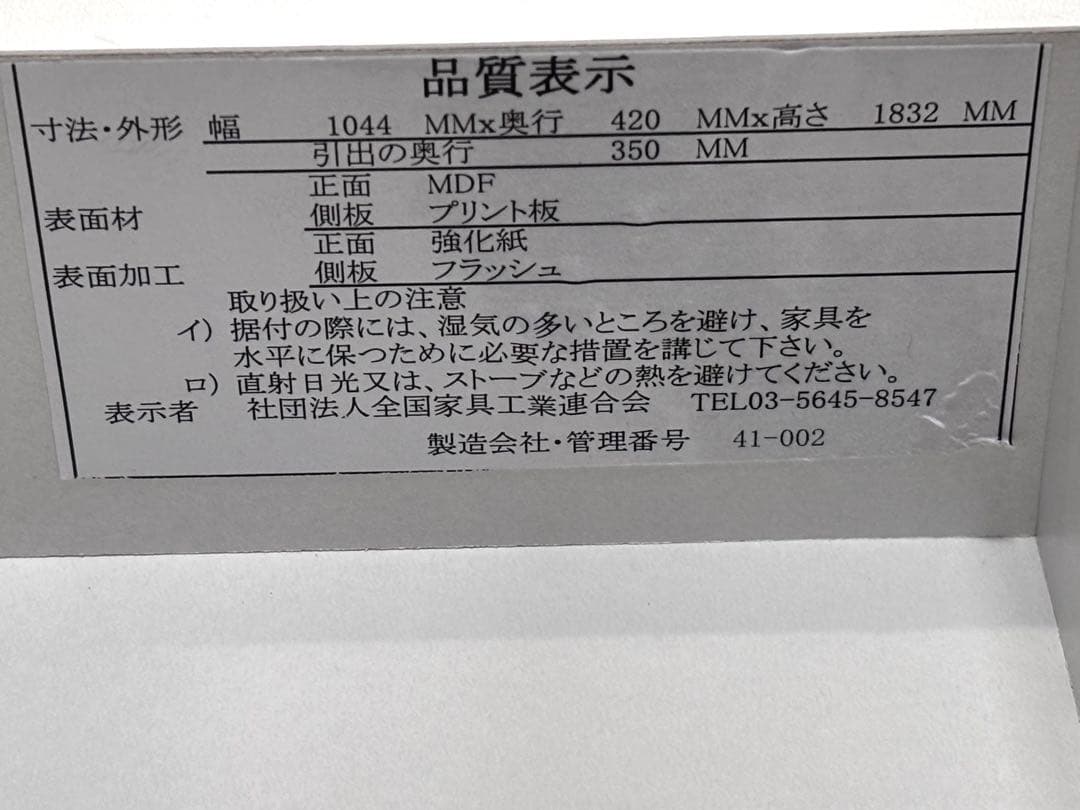 品質表示
寸法・外形 幅 1044 MMx奥行 420 MMx高さ 1832 MM
引出の奥行 350 MM
正面 MDF
表面材 側板 プリント板
正面 強化紙
表面加工 側板 フラッシュ
取り扱い上の注意
イ) 据付の際には、湿気の多いところを避け、家具を
水平に保つために必要な措置を講じて下さい。
ロ) 直射日光又は、ストーブなどの熱を避けてください。
表示者 社団法人全国家具工業連合会 TEL03-5645-8547
製造会社・管理番号 41-002